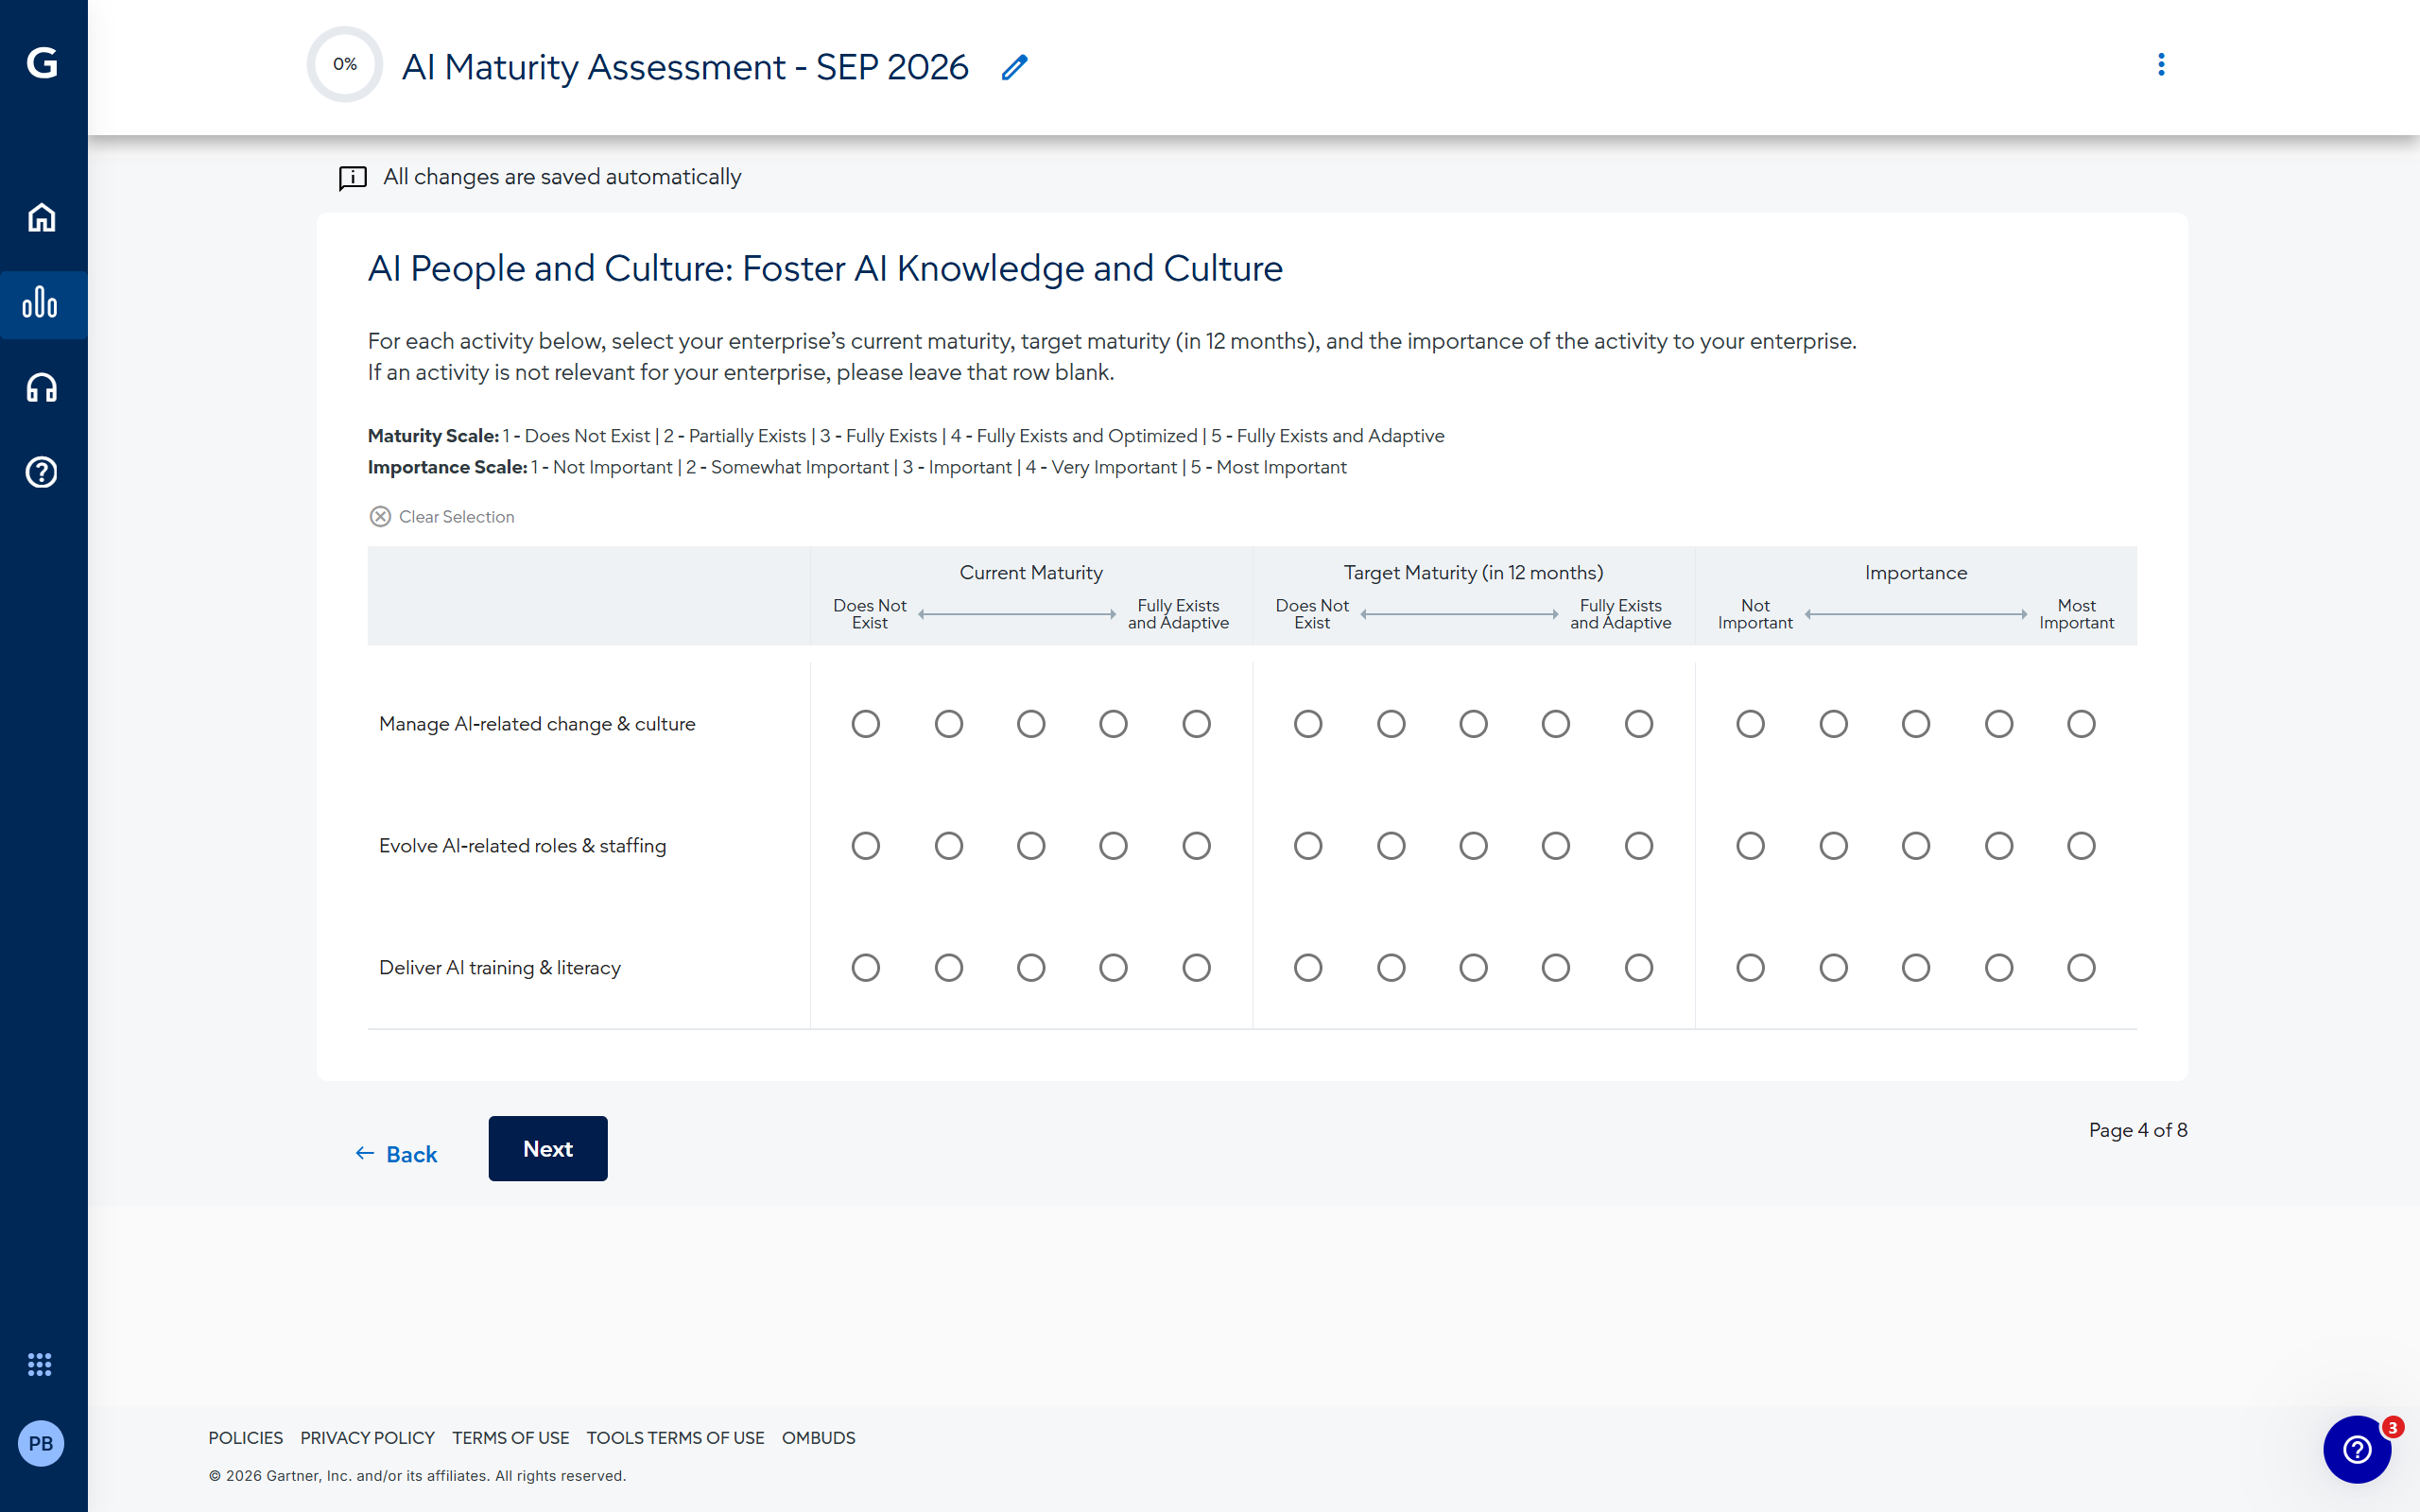 G
0%
AI Maturity Assessment - SEP 2026
All changes are saved automatically
AI People and Culture: Foster AI Knowledge and Culture
For each activity below, select your enterprise’s current maturity, target maturity (in 12 months), and the importance of the activity to your enterprise.
If an activity is not relevant for your enterprise, please leave that row blank.
Maturity Scale: 1 - Does Not Exist | 2 - Partially Exists | 3 - Fully Exists | 4 - Fully Exists and Optimized | 5 - Fully Exists and Adaptive
Importance Scale: 1 - Not Important | 2 - Somewhat Important | 3 - Important | 4 - Very Important | 5 - Most Important
Clear Selection
Current Maturity
Does Not
Exist
Fully Exists
and Adaptive
Target Maturity (in 12 months)
Does Not
Exist
Fully Exists
and Adaptive
Importance
Not
Important
Most
Important
Manage AI-related change & culture
Evolve AI-related roles & staffing
Deliver AI training & literacy
Back
Next
Page 4 of 8
PB
POLICIES PRIVACY POLICY TERMS OF USE TOOLS TERMS OF USE OMBUDS
© 2026 Gartner, Inc. and/or its affiliates. All rights reserved.
3